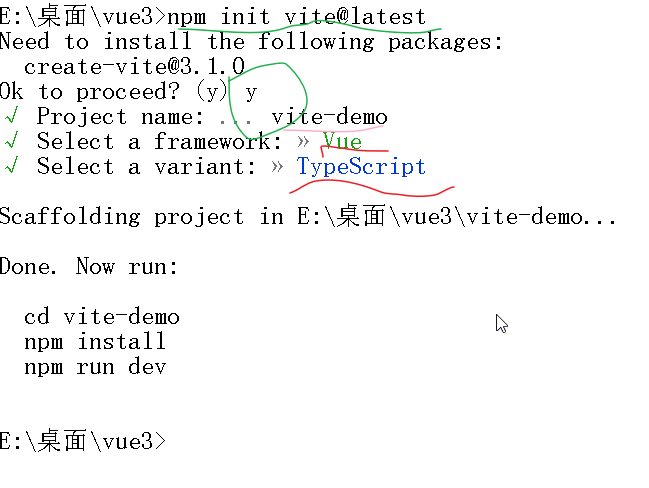 E:\桌面\vue3>npm init vite@latest
Need to install the following packages:
  create-vite@3.1.0
Ok to proceed? (y) y
√ Project name: ... vite-demo
√ Select a framework: » Vue
√ Select a variant: » TypeScript
Scaffolding project in E:\桌面\vue3\vite-demo...
Done. Now run:
  cd vite-demo
  npm install
  npm run dev
E:\桌面\vue3>